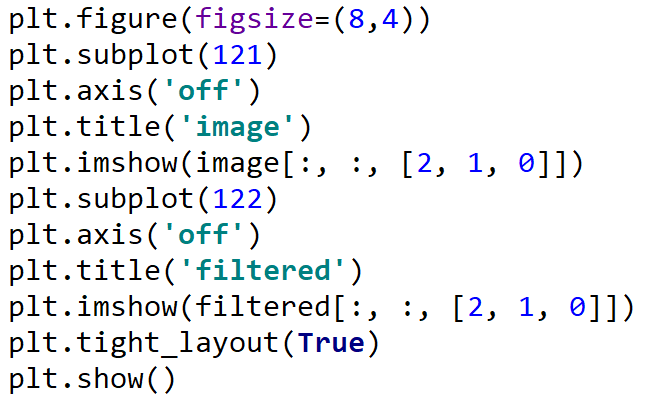 plt.figure(figsize=(8,4))
plt.subplot(121)
plt.axis('off')
plt.title('image')
plt.imshow(image[:, :, [2, 1, 0]])
plt.subplot(122)
plt.axis('off')
plt.title('filtered')
plt.imshow(filtered[:, :, [2, 1, 0]])
plt.tight_layout(True)
plt.show()